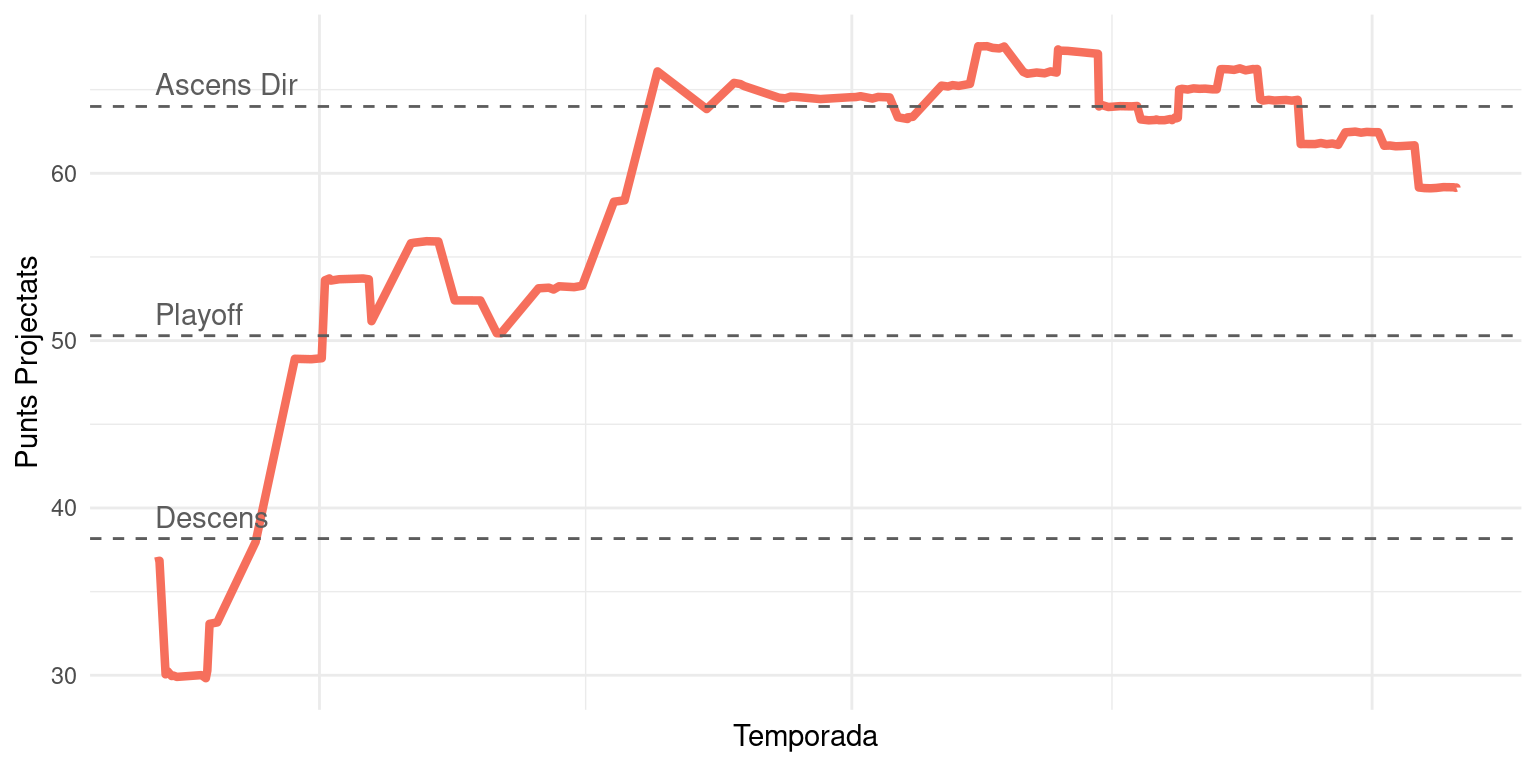 Ascens Dir
60
Playoff
50
Punts Projectats
Descens
40
30
Temporada